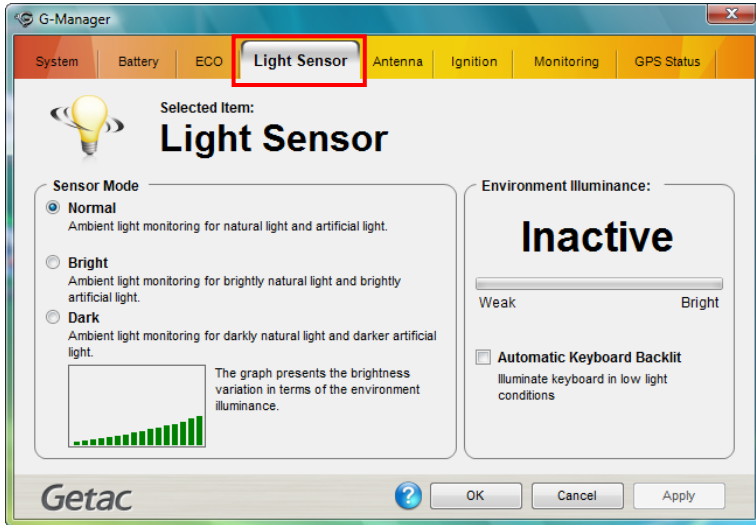 G-Manager
System
Battery
ECO
Light Sensor
Antenna
Ignition
Monitoring
GPS Status
Selected Item:
Light Sensor
Sensor Mode
Normal
Ambient light monitoring for natural light and artificial light.
Bright
Ambient light monitoring for brightly natural light and brightly
artificial light.
Dark
Ambient light monitoring for darkly natural light and darker artificial
light.
The graph presents the brightness
variation in terms of the environment
illuminance.
Environment Illuminance:
Inactive
Weak
Bright
Automatic Keyboard Backlit
Illuminate keyboard in low light
conditions
Getac
?
OK
Cancel
Apply